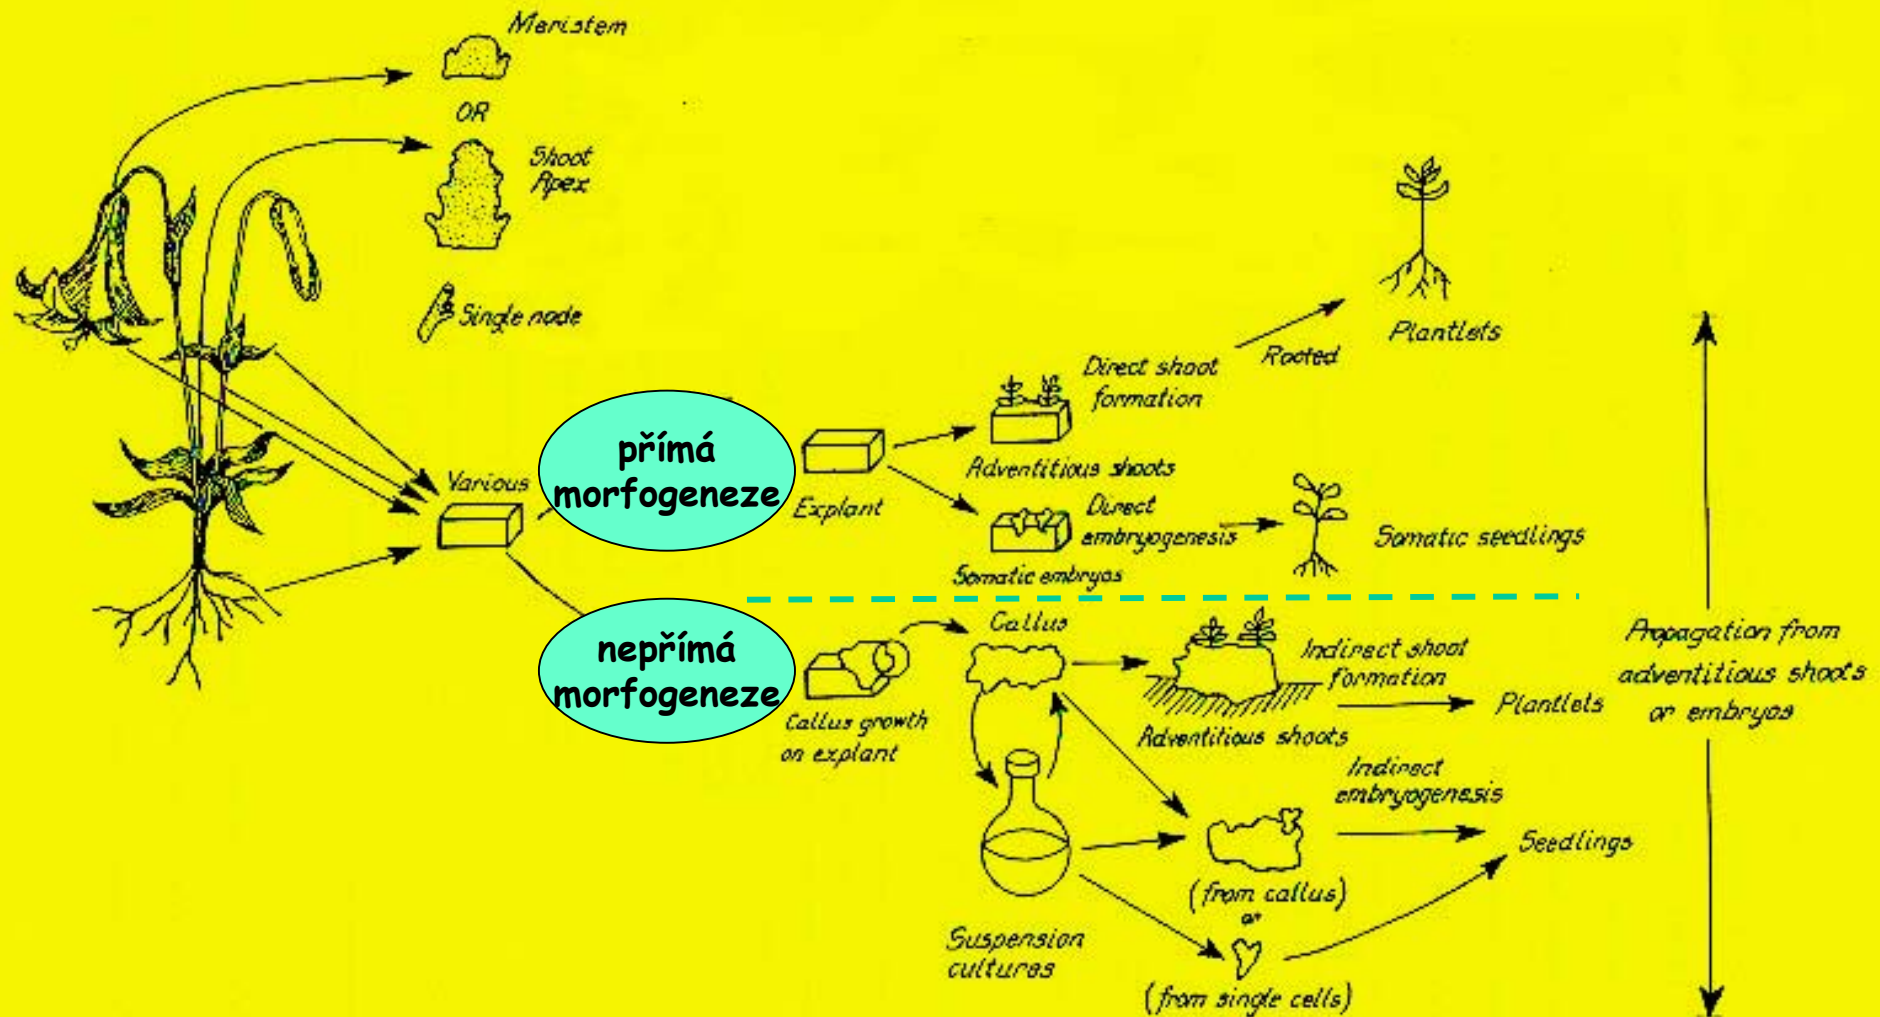 Meristem
OR
Shoot
Apex
Single node
Various
přímá
morfogeneze
Explant
Direct shoot
formation
Adventitious shoots
Rooted
Plantlets
Direct
embryogenesis
Somatic embryos
Somatic seedlings
nepřímá
morfogeneze
Callus growth
on explant
Callus
Indirect shoot
formation
Adventitious shoots
Plantlets
Indirect
embryogenesis
Seedlings
(from callus)
or
(from single cells)
Suspension
cultures
Propagation from
adventitious shoots
or embryos